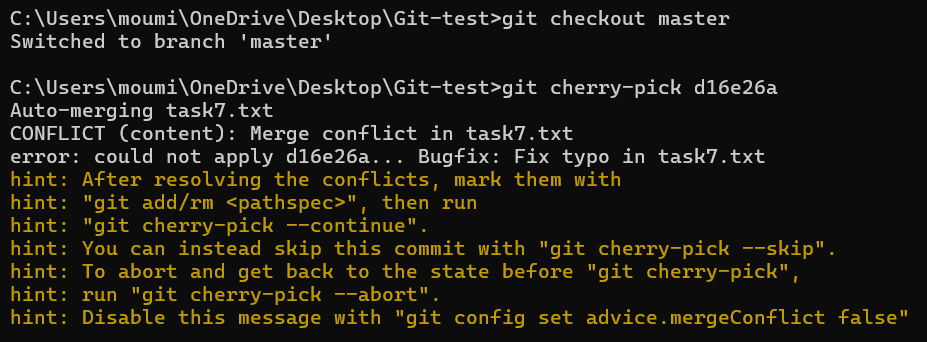 C:\Users\moumi\OneDrive\Desktop\Git-test>git checkout master
Switched to branch 'master'
C:\Users\moumi\OneDrive\Desktop\Git-test>git cherry-pick d16e26a
Auto-merging task7.txt
CONFLICT (content): Merge conflict in task7.txt
error: could not apply d16e26a... Bugfix: Fix typo in task7.txt
hint: After resolving the conflicts, mark them with
hint: "git add/rm <pathspec>", then run
hint: "git cherry-pick --continue".
hint: You can instead skip this commit with "git cherry-pick --skip".
hint: To abort and get back to the state before "git cherry-pick",
hint: run "git cherry-pick --abort".
hint: Disable this message with "git config set advice.mergeConflict false"